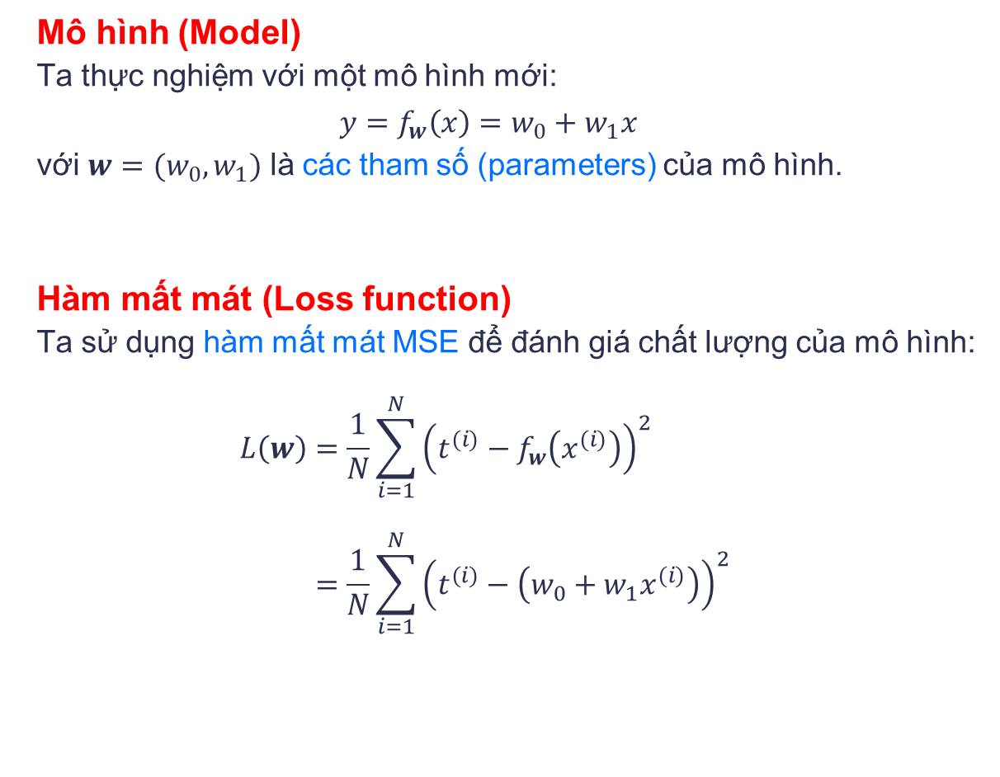 Mô hình (Model)
Ta thực nghiệm với một mô hình mới:
$y = f_{\boldsymbol{w}}(x) = w_0 + w_1 x$
với $\boldsymbol{w} = (w_0, w_1)$ là các tham số (parameters) của mô hình.
Hàm mất mát (Loss function)
Ta sử dụng hàm mất mát MSE để đánh giá chất lượng của mô hình:
$L(\boldsymbol{w}) = \frac{1}{N} \sum_{i=1}^{N} \left( t^{(i)} - f_{\boldsymbol{w}}\left(x^{(i)}\right) \right)^2$
$= \frac{1}{N} \sum_{i=1}^{N} \left( t^{(i)} - \left( w_0 + w_1 x^{(i)} \right) \right)^2$